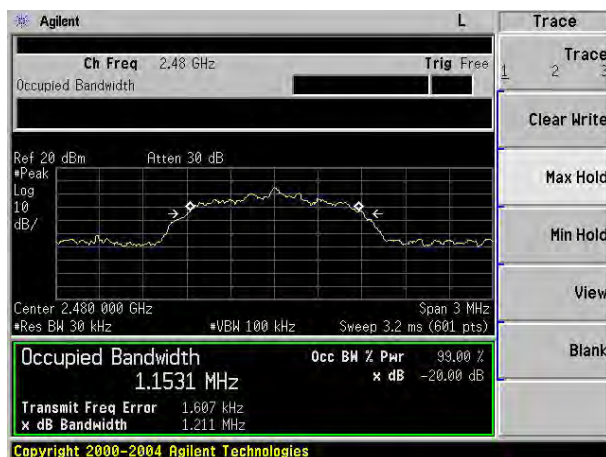 Agilent L Trace
Ch Freq 2.48 GHz Trig Free
Occupied Bandwidth
Trace
1 2 3
Clear Write
Max Hold
Min Hold
View
Blank
Ref 20 dBm Atten 30 dB
#Peak
Log
10
dB/
Center 2.480 000 GHz Span 3 MHz
#Res BW 30 kHz #VBW 100 kHz Sweep 3.2 ms (601 pts)
Occupied Bandwidth Occ BW % Pwr 99.00 %
1.1531 MHz x dB -20.00 dB
Transmit Freq Error 1.607 kHz
x dB Bandwidth 1.211 MHz
Copyright 2000-2004 Agilent Technologies